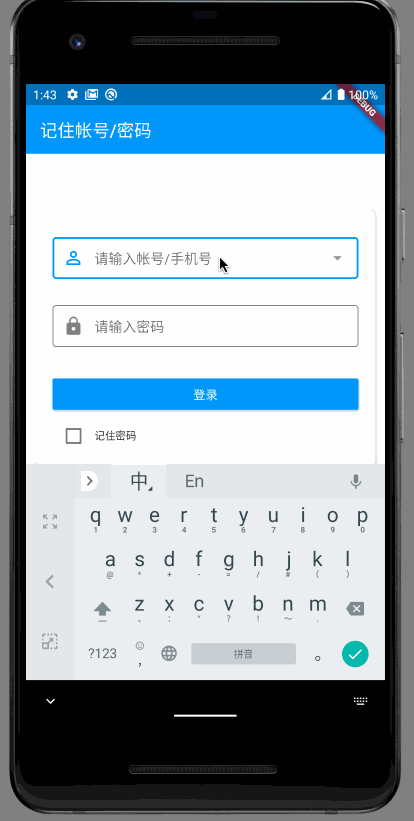 1:43 100%
DEBUG
记住帐号/密码
请输入帐号/手机号
请输入密码
登录
记住密码
中 En
q w e r t y u i o p
1 2 3 4 5 6 7 8 9 0
a s d f g h j k l
@ * + - = / # ( )
z x c v b n m
、 : " ? ! ～ .
?123 , 拼音 。